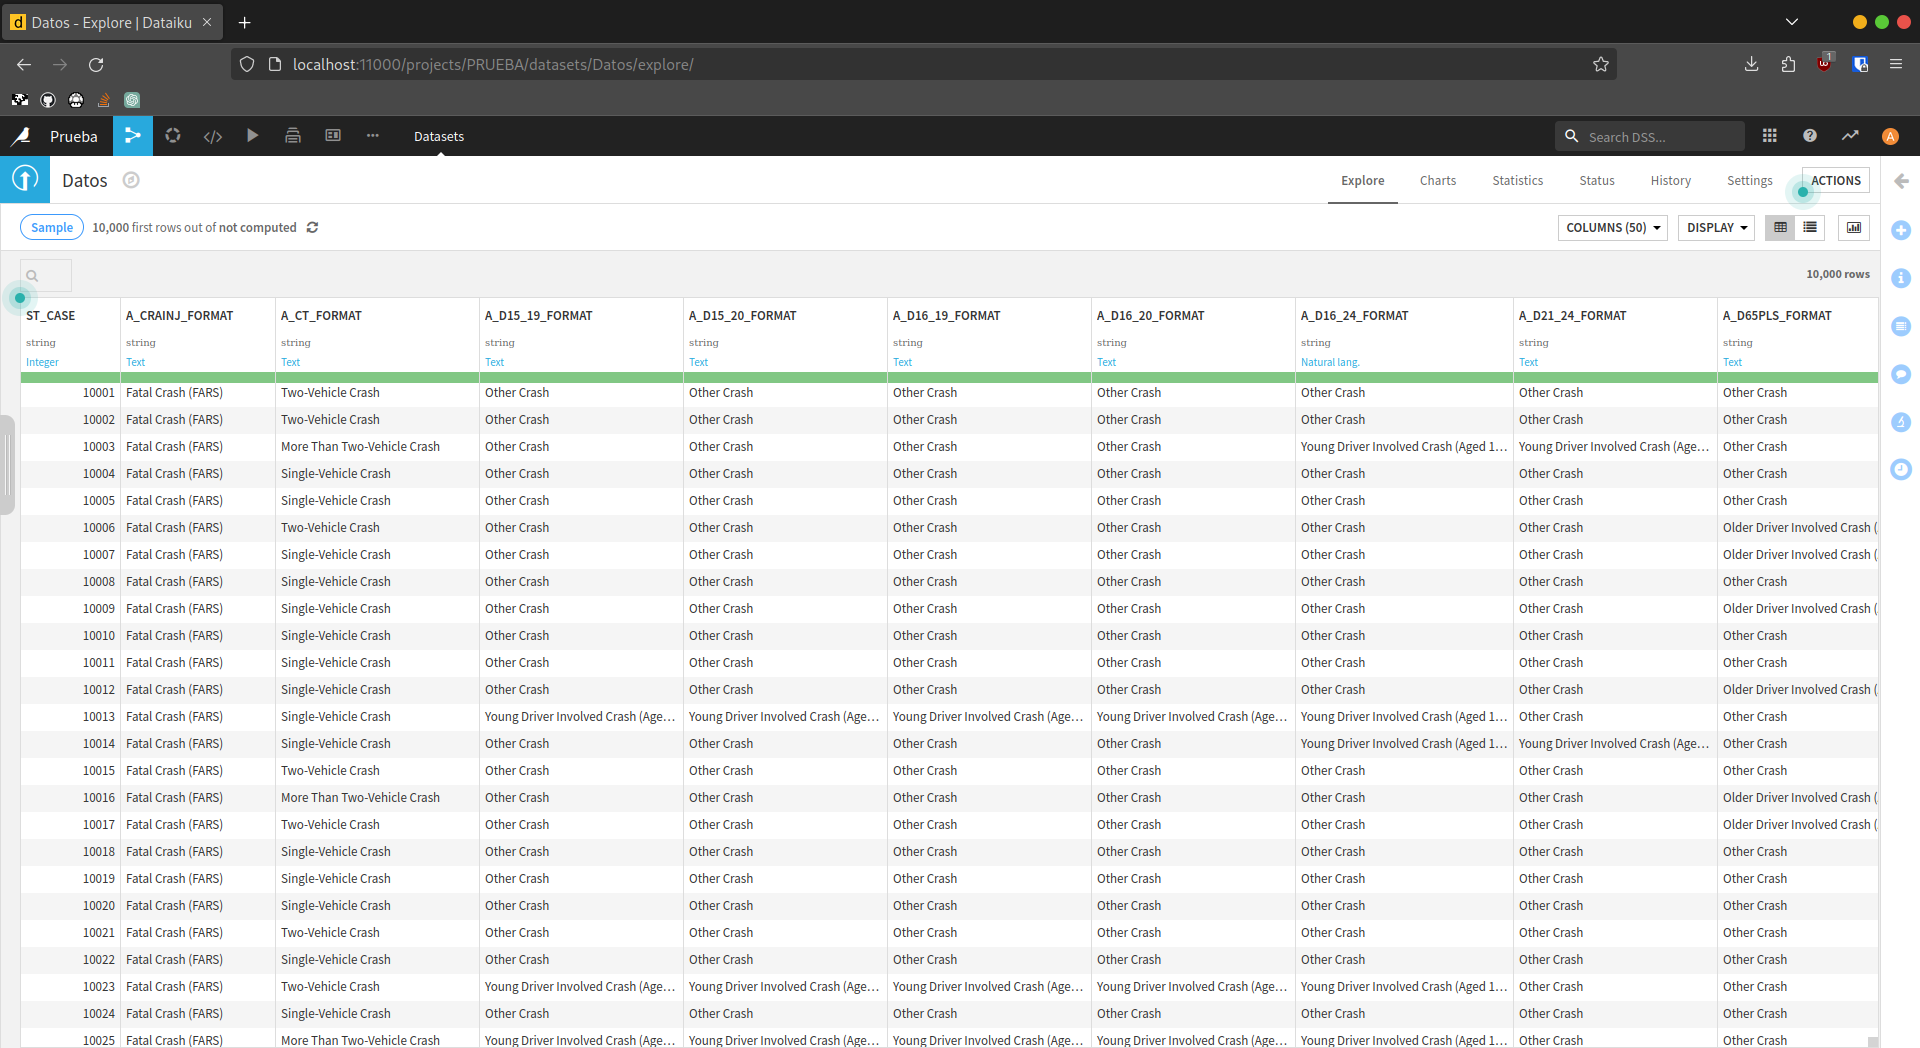 Datos - Explore | Dataiku
localhost:11000/projects/PRUEBA/datasets/Datos/explore/
1
Prueba Datasets Search DSS... A
Datos Explore Charts Statistics Status History Settings ACTIONS
Sample 10,000 first rows out of not computed COLUMNS (50) DISPLAY
10,000 rows
ST_CASE A_CRAINJ_FORMAT A_CT_FORMAT A_D15_19_FORMAT A_D15_20_FORMAT A_D16_19_FORMAT A_D16_20_FORMAT A_D16_24_FORMAT A_D21_24_FORMAT A_D65PLS_FORMAT
string string string string string string string string string string
Integer Text Text Text Text Text Text Natural lang. Text Text
10001 Fatal Crash (FARS) Two-Vehicle Crash Other Crash Other Crash Other Crash Other Crash Other Crash Other Crash Other Crash
10002 Fatal Crash (FARS) Two-Vehicle Crash Other Crash Other Crash Other Crash Other Crash Other Crash Other Crash Other Crash
10003 Fatal Crash (FARS) More Than Two-Vehicle Crash Other Crash Other Crash Other Crash Other Crash Young Driver Involved Crash (Aged 1... Young Driver Involved Crash (Age... Other Crash
10004 Fatal Crash (FARS) Single-Vehicle Crash Other Crash Other Crash Other Crash Other Crash Other Crash Other Crash Other Crash
10005 Fatal Crash (FARS) Single-Vehicle Crash Other Crash Other Crash Other Crash Other Crash Other Crash Other Crash Other Crash
10006 Fatal Crash (FARS) Two-Vehicle Crash Other Crash Other Crash Other Crash Other Crash Other Crash Other Crash Older Driver Involved Crash (
10007 Fatal Crash (FARS) Single-Vehicle Crash Other Crash Other Crash Other Crash Other Crash Other Crash Other Crash Older Driver Involved Crash (
10008 Fatal Crash (FARS) Single-Vehicle Crash Other Crash Other Crash Other Crash Other Crash Other Crash Other Crash Other Crash
10009 Fatal Crash (FARS) Single-Vehicle Crash Other Crash Other Crash Other Crash Other Crash Other Crash Other Crash Older Driver Involved Crash (
10010 Fatal Crash (FARS) Single-Vehicle Crash Other Crash Other Crash Other Crash Other Crash Other Crash Other Crash Other Crash
10011 Fatal Crash (FARS) Single-Vehicle Crash Other Crash Other Crash Other Crash Other Crash Other Crash Other Crash Other Crash
10012 Fatal Crash (FARS) Single-Vehicle Crash Other Crash Other Crash Other Crash Other Crash Other Crash Other Crash Older Driver Involved Crash (
10013 Fatal Crash (FARS) Single-Vehicle Crash Young Driver Involved Crash (Age... Young Driver Involved Crash (Age... Young Driver Involved Crash (Age... Young Driver Involved Crash (Age... Young Driver Involved Crash (Aged 1... Other Crash Other Crash
10014 Fatal Crash (FARS) Single-Vehicle Crash Other Crash Other Crash Other Crash Other Crash Young Driver Involved Crash (Aged 1... Young Driver Involved Crash (Age... Other Crash
10015 Fatal Crash (FARS) Two-Vehicle Crash Other Crash Other Crash Other Crash Other Crash Other Crash Other Crash Other Crash
10016 Fatal Crash (FARS) More Than Two-Vehicle Crash Other Crash Other Crash Other Crash Other Crash Other Crash Other Crash Older Driver Involved Crash (
10017 Fatal Crash (FARS) Two-Vehicle Crash Other Crash Other Crash Other Crash Other Crash Other Crash Other Crash Older Driver Involved Crash (
10018 Fatal Crash (FARS) Single-Vehicle Crash Other Crash Other Crash Other Crash Other Crash Other Crash Other Crash Other Crash
10019 Fatal Crash (FARS) Single-Vehicle Crash Other Crash Other Crash Other Crash Other Crash Other Crash Other Crash Other Crash
10020 Fatal Crash (FARS) Single-Vehicle Crash Other Crash Other Crash Other Crash Other Crash Other Crash Other Crash Other Crash
10021 Fatal Crash (FARS) Two-Vehicle Crash Other Crash Other Crash Other Crash Other Crash Other Crash Other Crash Other Crash
10022 Fatal Crash (FARS) Single-Vehicle Crash Other Crash Other Crash Other Crash Other Crash Other Crash Other Crash Other Crash
10023 Fatal Crash (FARS) Two-Vehicle Crash Young Driver Involved Crash (Age... Young Driver Involved Crash (Age... Young Driver Involved Crash (Age... Young Driver Involved Crash (Age... Young Driver Involved Crash (Aged 1... Other Crash Other Crash
10024 Fatal Crash (FARS) Single-Vehicle Crash Other Crash Other Crash Other Crash Other Crash Other Crash Other Crash Other Crash
10025 Fatal Crash (FARS) More Than Two-Vehicle Crash Young Driver Involved Crash (Age... Young Driver Involved Crash (Age... Young Driver Involved Crash (Age... Young Driver Involved Crash (Age... Young Driver Involved Crash (Aged 1... Other Crash Other Crash